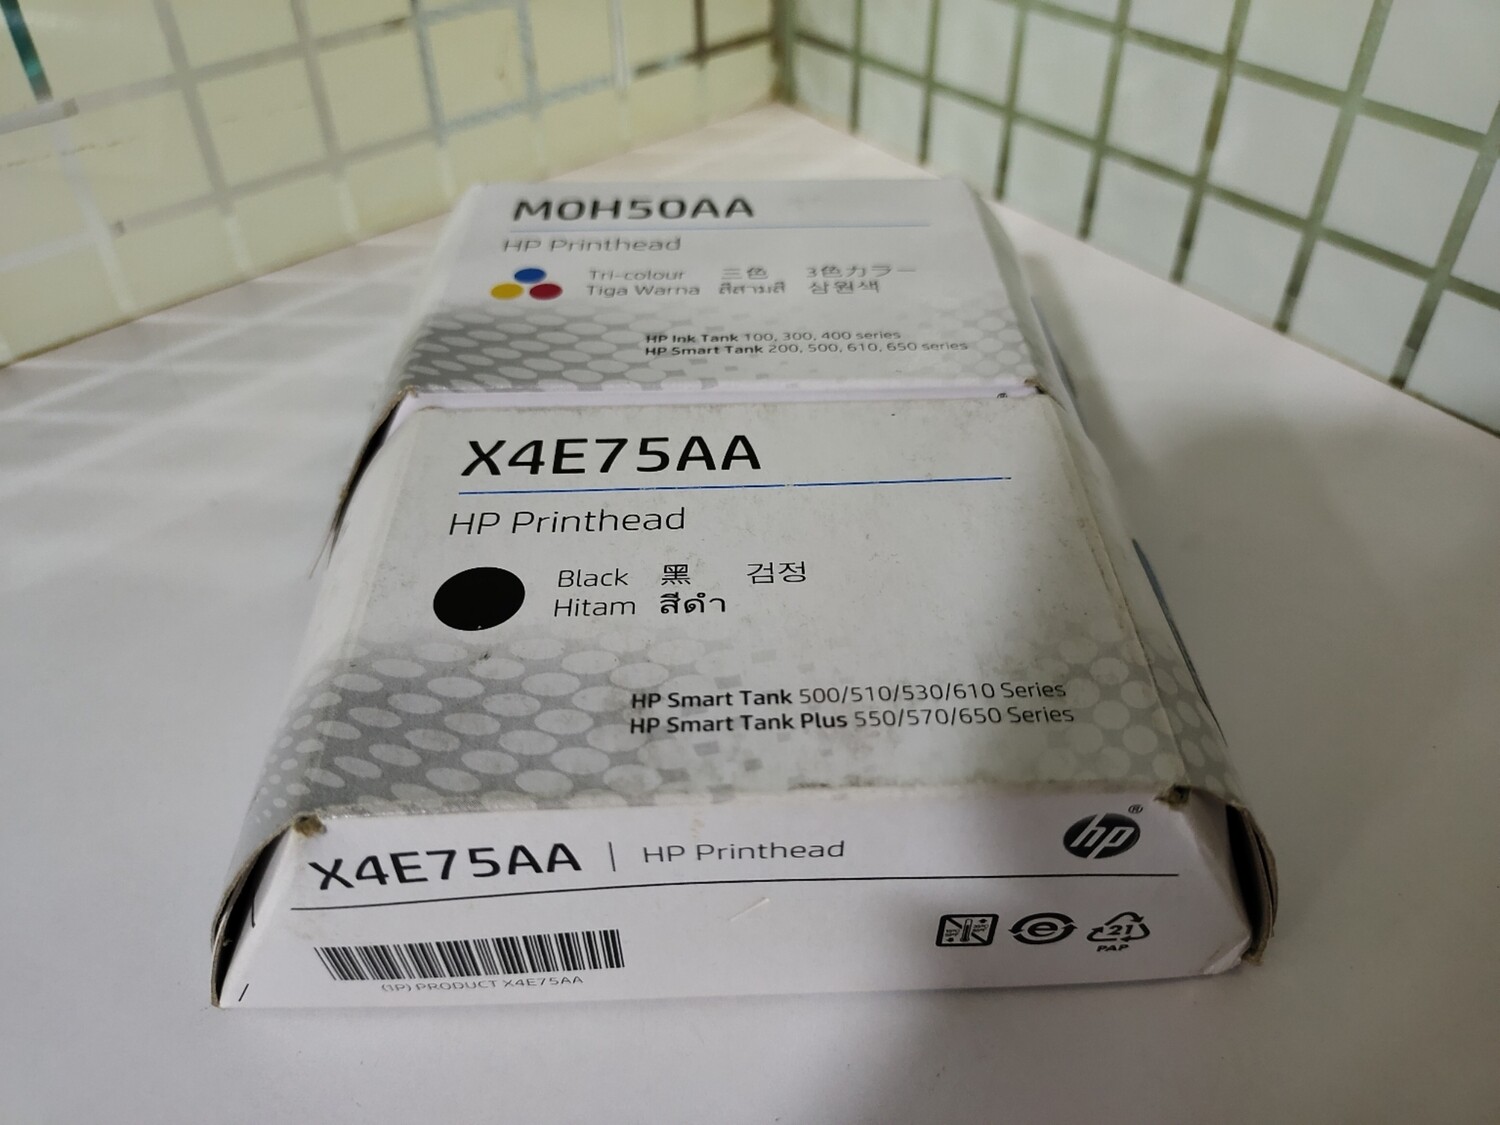 M0H50AA
HP Printhead
Tri-colour 三色 3色カラー
Tiga Warna สีสามสี 삼원색
HP Ink Tank 100, 300, 400 series
HP Smart Tank 200, 500, 610, 650 series
X4E75AA
HP Printhead
Black 黑 검정
Hitam สีดำ
HP Smart Tank 500/510/530/610 Series
HP Smart Tank Plus 550/570/650 Series
X4E75AA | HP Printhead
hp®
(1P) PRODUCT X4E75AA
21
PAP